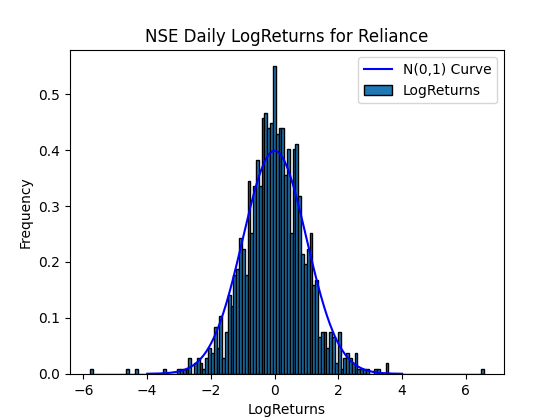 NSE Daily LogReturns for Reliance
N(0,1) Curve
LogReturns
Frequency
0.5
0.4
0.3
0.2
0.1
0.0
−6 −4 −2 0 2 4 6
LogReturns